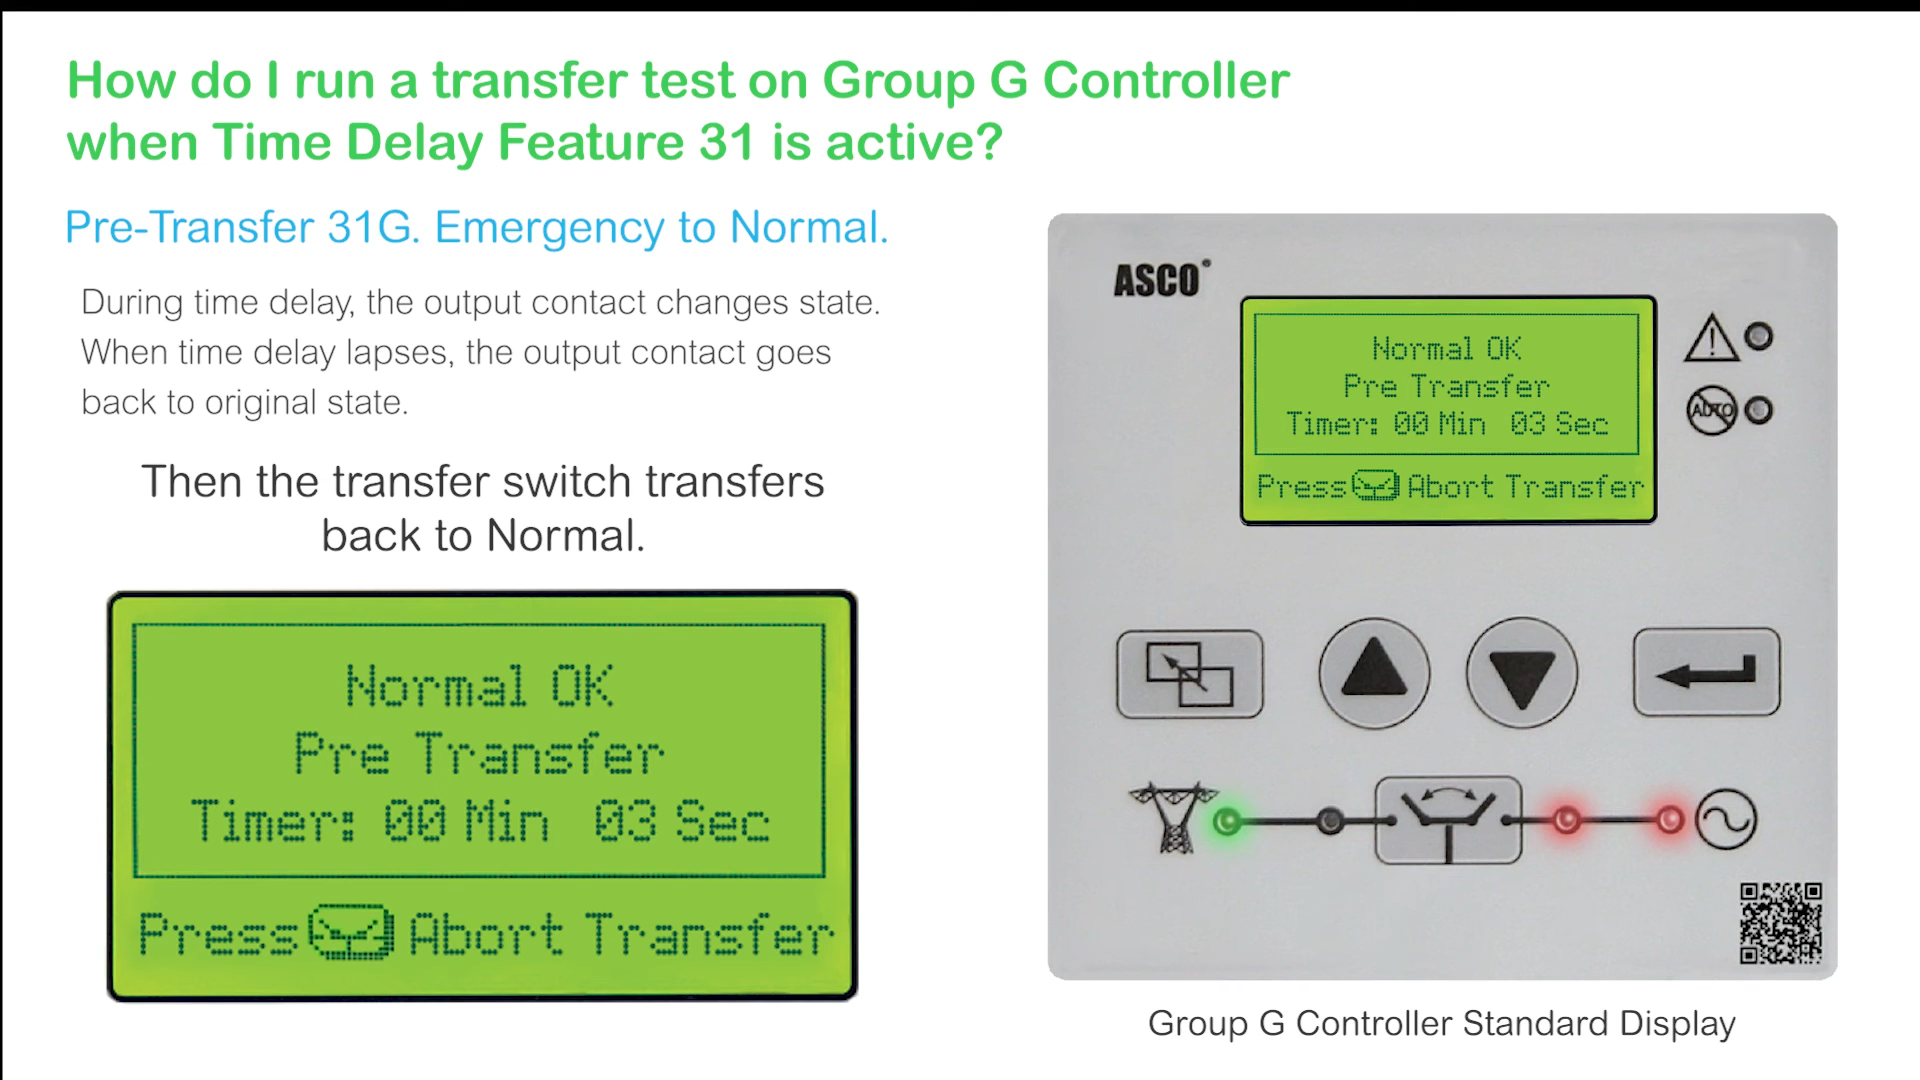 How do I run a transfer test on Group G Controller
when Time Delay Feature 31 is active?
Pre-Transfer 31G. Emergency to Normal.
During time delay, the output contact changes state.
When time delay lapses, the output contact goes
back to original state.
Then the transfer switch transfers
back to Normal.
Normal OK
Pre Transfer
Timer: 00 Min 03 Sec
Press Abort Transfer
ASCO®
Normal OK
Pre Transfer
Timer: 00 Min 03 Sec
Press Abort Transfer
AUTO
Group G Controller Standard Display